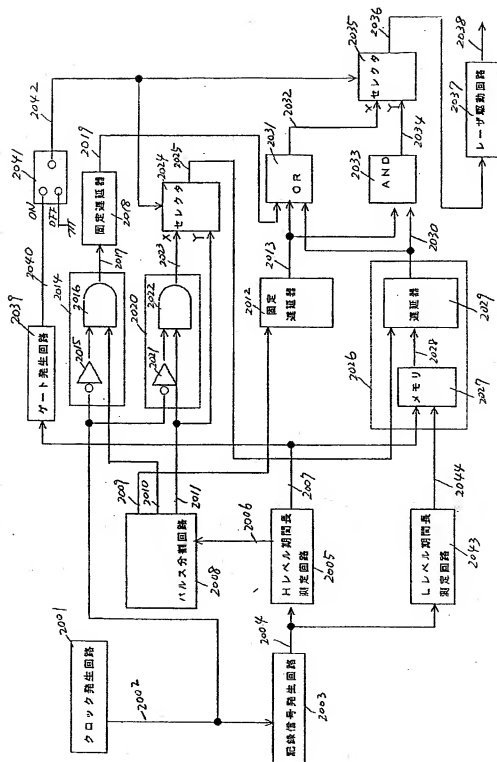 2001
クロック発生回路
2002
記録信号発生回路
2003
2004
Hレベル期間長
測定回路
2005
2006
2007
Lレベル期間長
測定回路
2043
2044
パルス分割回路
2008
2009
2010
2011
ゲート発生回路
2039
2040
ON
OFF
2041
2042
2014
2015
2016
2017
固定遅延器
2018
2019
2020
2021
2022
2023
X
Y
セレクタ
2024
2025
固定
遅延器
2012
2013
2026
メモリ
2027
2028
遅延器
2029
2030
OR
2031
2032
AND
2033
2034
X
Y
セレクタ
2035
2036
レーザ駆動回路
2037
2038